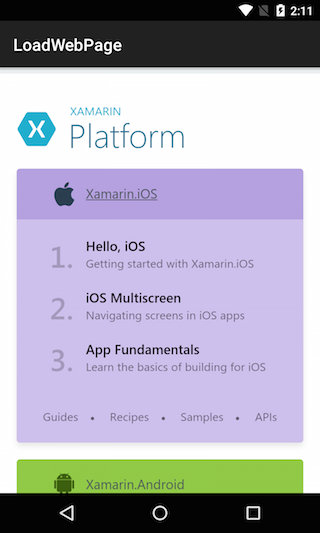 2:11
LoadWebPage
XAMARIN
Platform
Xamarin.iOS
1. Hello, iOS
Getting started with Xamarin.iOS
2. iOS Multiscreen
Navigating screens in iOS apps
3. App Fundamentals
Learn the basics of building for iOS
Guides • Recipes • Samples • APIs
Xamarin.Android